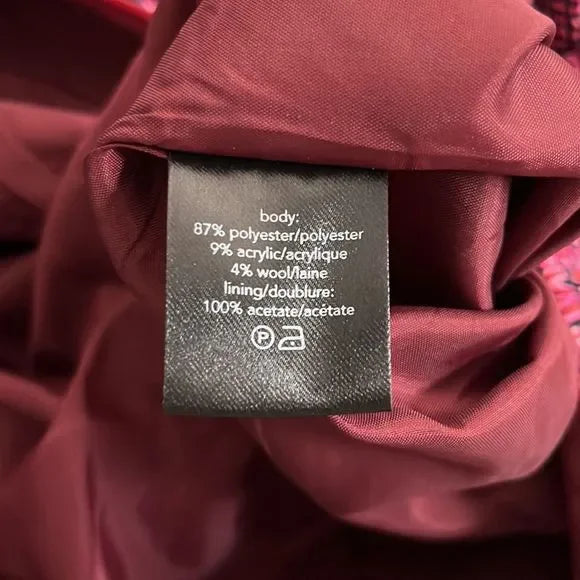 body:
87% polyester/polyester
9% acrylic/acrylique
4% wool/laine
lining/doublure:
100% acetate/acétate
P